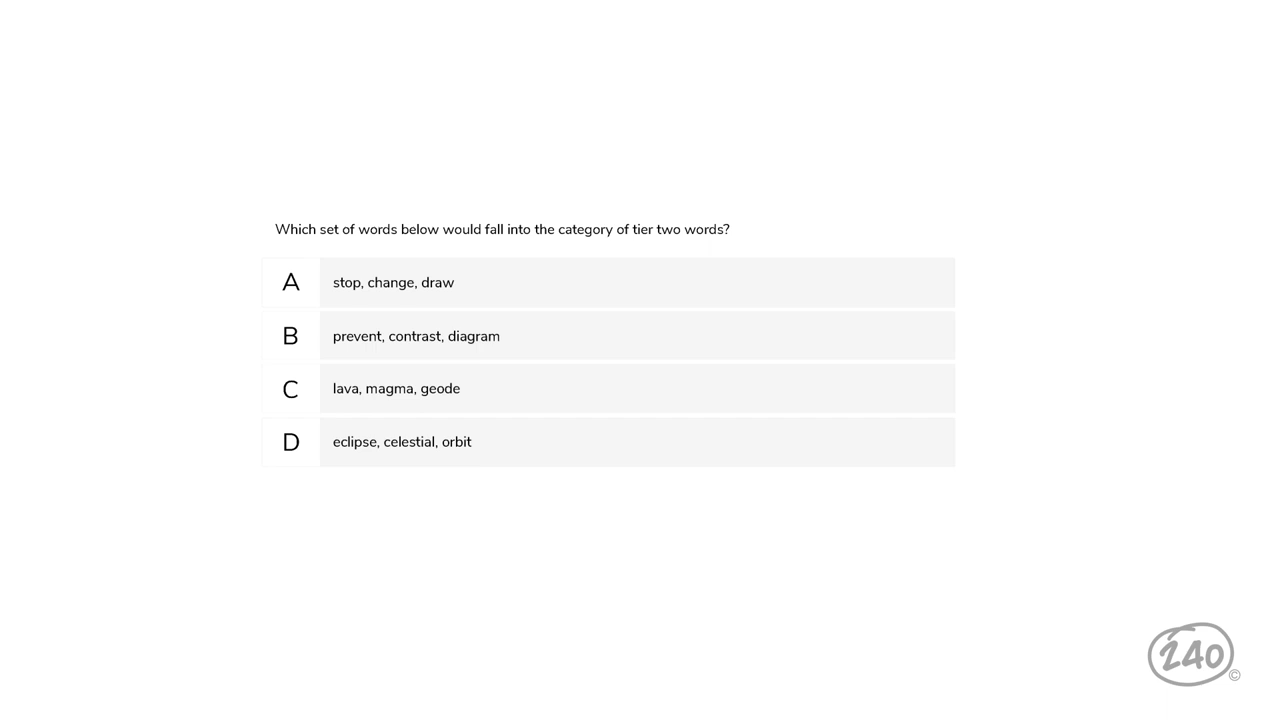 Which set of words below would fall into the category of tier two words?
A stop, change, draw
B prevent, contrast, diagram
C lava, magma, geode
D eclipse, celestial, orbit
240©